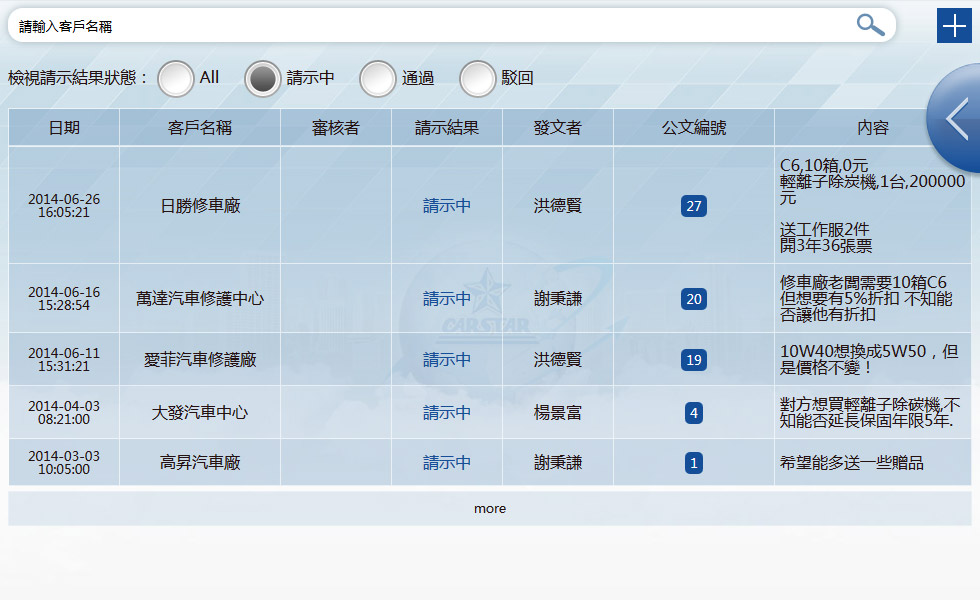 請輸入客戶名稱
檢視請示結果狀態： All 請示中 通過 駁回
日期 客戶名稱 審核者 請示結果 發文者 公文編號 內容
2014-06-26
16:05:21
日勝修車廠 請示中 洪德賢 27
C6,10箱,0元
輕離子除炭機,1台,200000
元
送工作服2件
開3年36張票
2014-06-16
15:28:54
萬達汽車修護中心 請示中 謝秉謙 20
修車廠老闆需要10箱C6
但想要有5%折扣 不知能
否讓他有折扣
2014-06-11
15:31:21
愛菲汽車修護廠 請示中 洪德賢 19
10W40想換成5W50，但
是價格不變！
2014-04-03
08:21:00
大發汽車中心 請示中 楊景富 4
對方想買輕離子除碳機,不
知能否延長保固年限5年.
2014-03-03
10:05:00
高昇汽車廠 請示中 謝秉謙 1
希望能多送一些贈品
CARSTAR
more